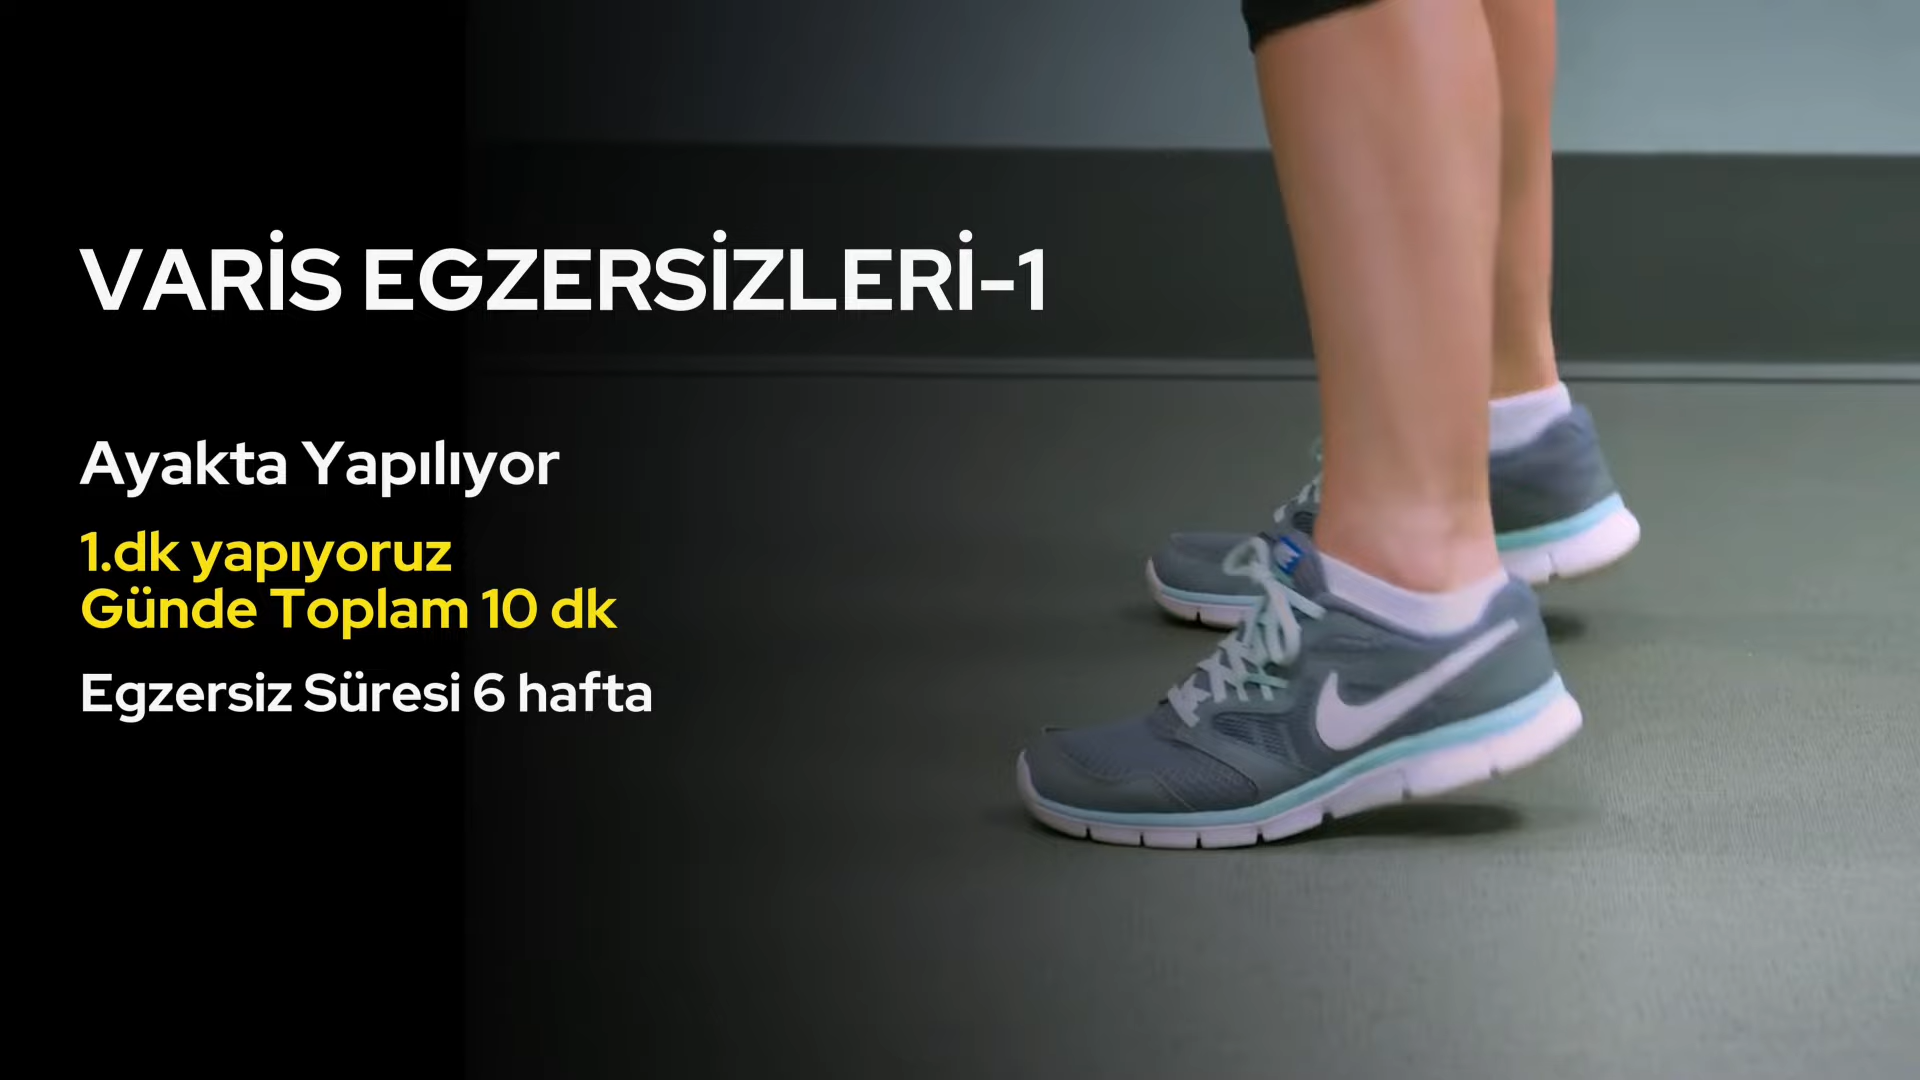 VARİS EGZERSİZLERİ-1
Ayakta Yapılıyor
1.dk yapıyoruz
Günde Toplam 10 dk
Egzersiz Süresi 6 hafta